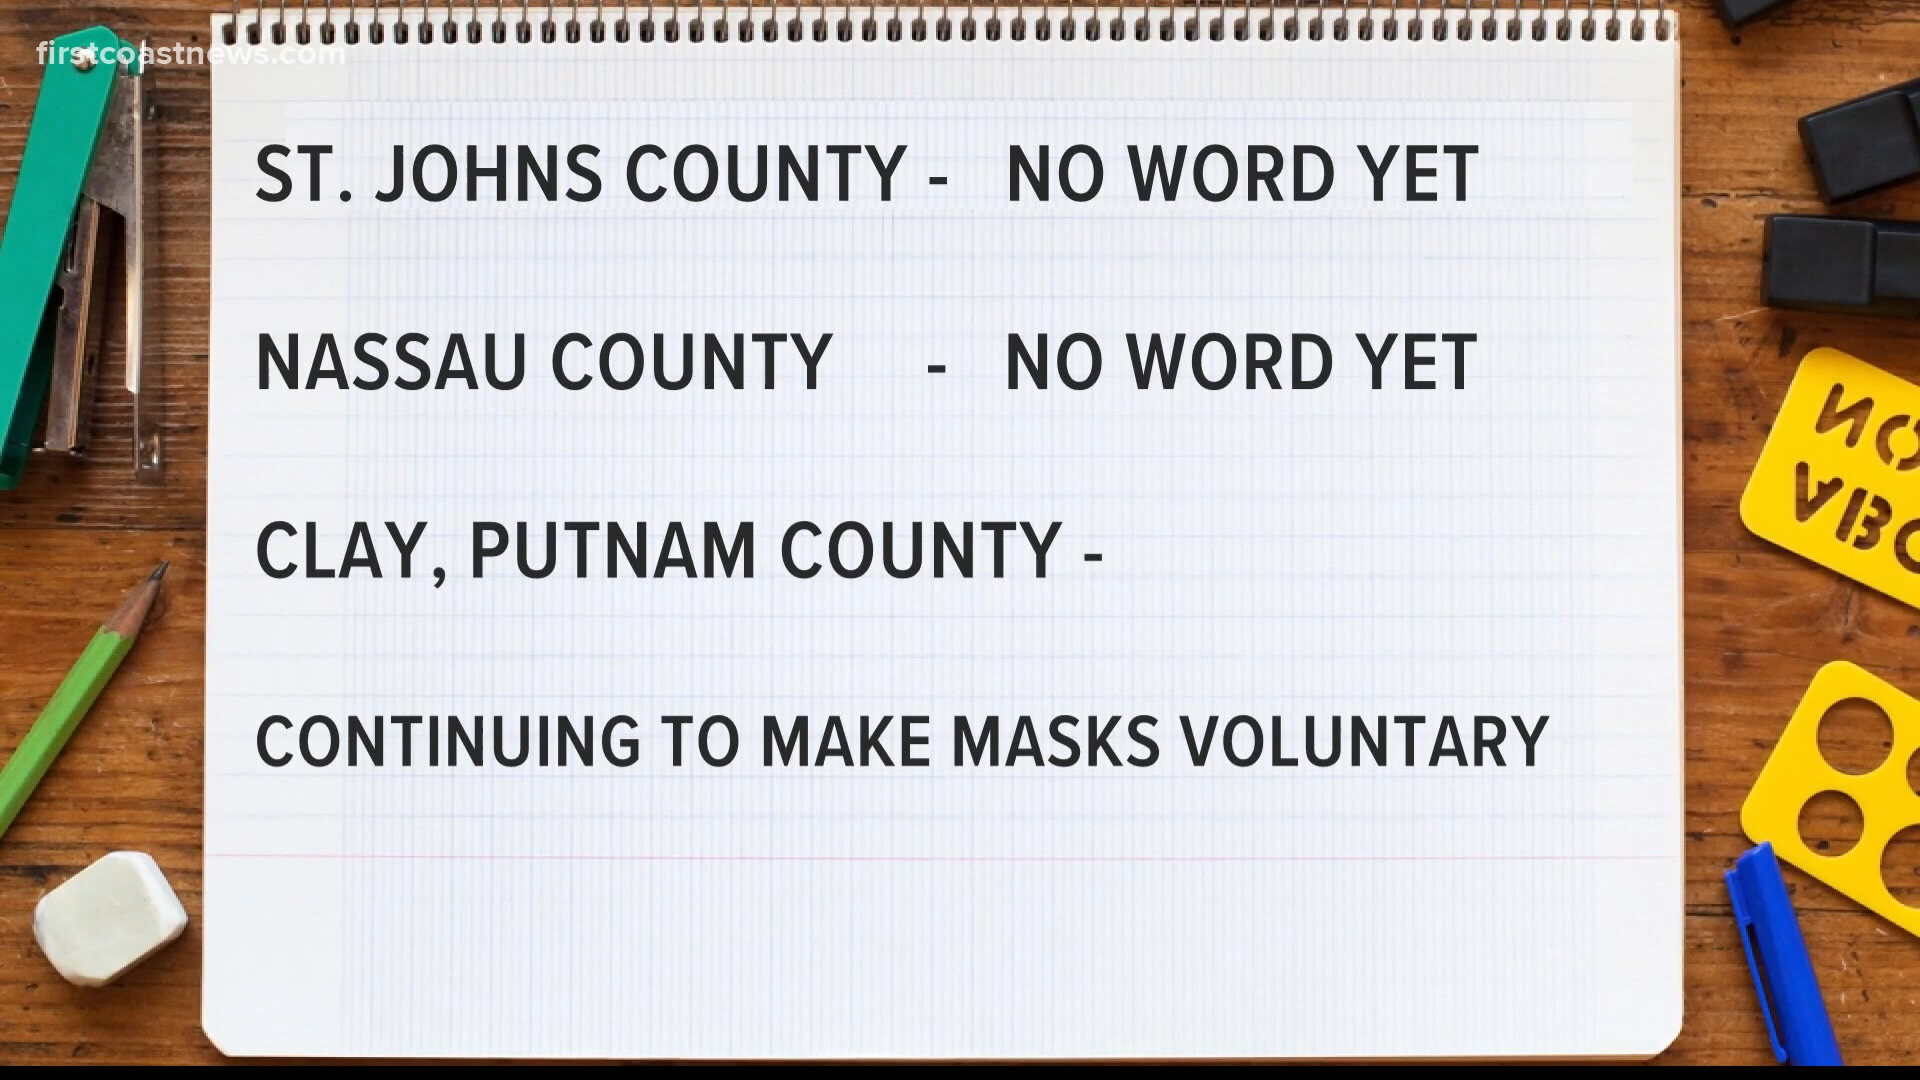 firstcoastnews.com
ST. JOHNS COUNTY - NO WORD YET
NASSAU COUNTY - NO WORD YET
CLAY, PUTNAM COUNTY -
CONTINUING TO MAKE MASKS VOLUNTARY